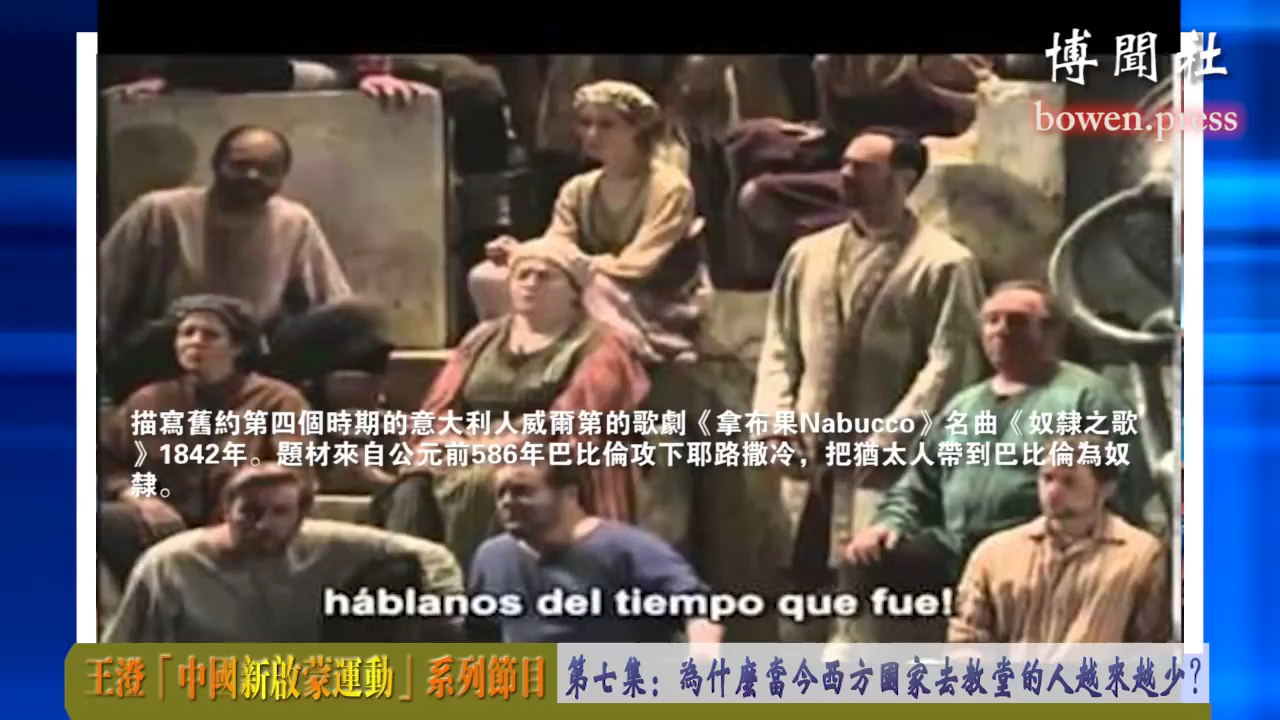 博聞社
bowen.press
描寫舊約第四個時期的意大利人威爾第的歌劇《拿布果Nabucco》名曲《奴隸之歌
》1842年。題材來自公元前586年巴比倫攻下耶路撒冷，把猶太人帶到巴比倫為奴
隸。
háblanos del tiempo que fue!
王澄「中國新啟蒙運動」系列節目
第七集：為什麼當今西方國家去教堂的人越來越少?